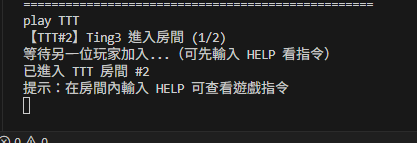 ==================================================
play TTT
【TTT#2】Ting3 進入房間 (1/2)
等待另一位玩家加入...（可先輸入 HELP 看指令）
已進入 TTT 房間 #2
提示：在房間內輸入 HELP 可查看遊戲指令
0 0